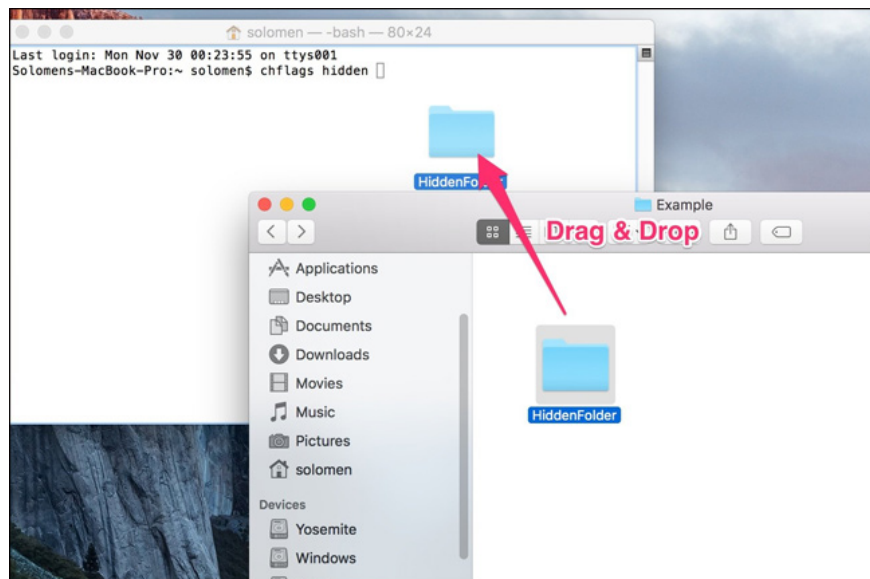 solomen — -bash — 80×24
Last login: Mon Nov 30 00:23:55 on ttys001
Solomens-MacBook-Pro:~ solomen$ chflags hidden
HiddenFo
Example
Drag & Drop
Applications
Desktop
Documents
Downloads
Movies
Music
Pictures
solomen
Devices
Yosemite
Windows
HiddenFolder